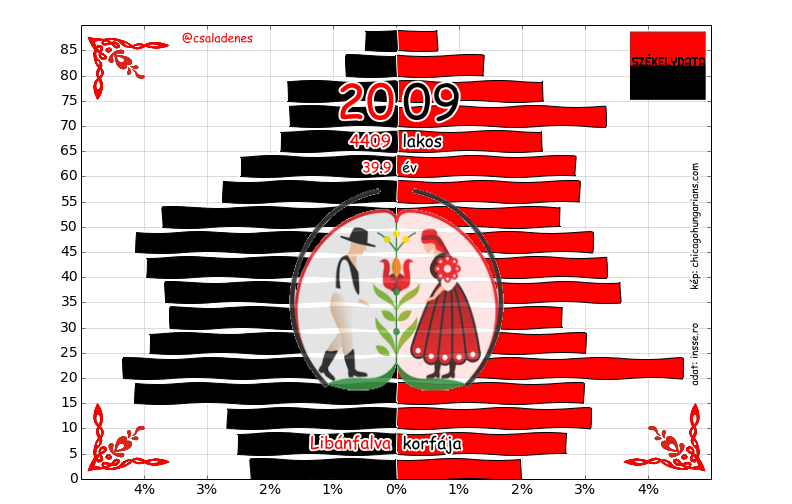 @csaladenes
SZÉKELYDATA
2009
4409 lakos
39.9 év
kép: chicagohungarians.com
adat: insse.ro
Libánfalva korfája
85
80
75
70
65
60
55
50
45
40
35
30
25
20
15
10
5
0
4% 3% 2% 1% 0% 1% 2% 3% 4%